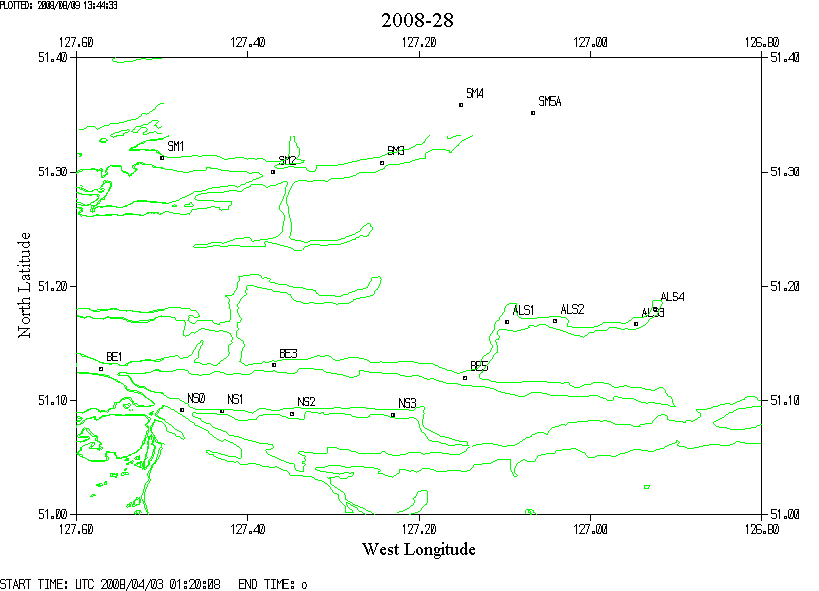 PLOTTED: 2008/09/09 13:44:33
2008-28
127.60 127.40 127.20 127.00 126.80
51.40 51.40
SM4
SM5A
SM1
SM3
SM2
51.30 51.30
North Latitude
51.20 51.20
ALS4
ALS1 ALS2
ALS3
BE1 BE3
BE5
NS0 NS1 NS2 NS3
51.10 51.10
51.00 51.00
127.60 127.40 127.20 127.00 126.80
West Longitude
START TIME: UTC 2008/04/03 01:20:08 END TIME: o